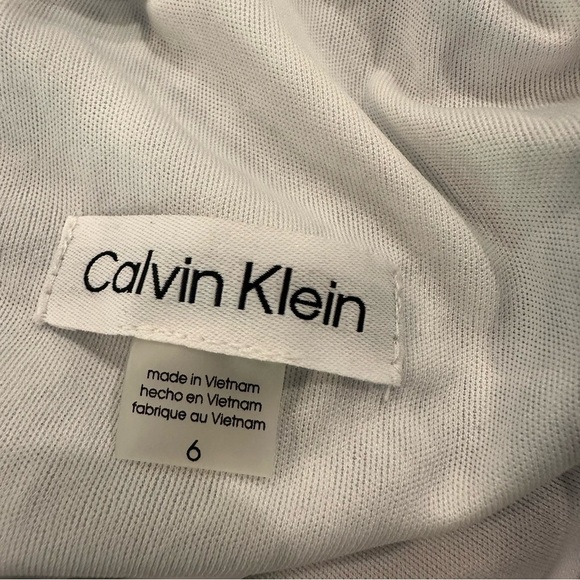 Calvin Klein
made in Vietnam
hecho en Vietnam
fabrique au Vietnam
6